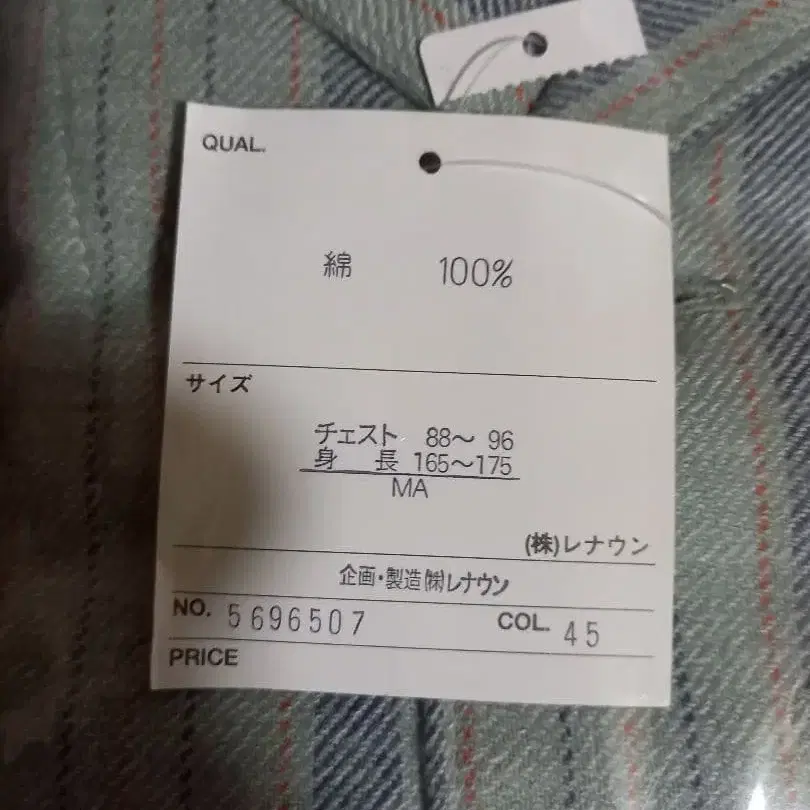 QUAL.
綿 100%
サイズ
チェスト 88〜 96
身 長 165〜175
MA
(株)レナウン
企画・製造㈱レナウン
NO. 5696507 COL. 45
PRICE